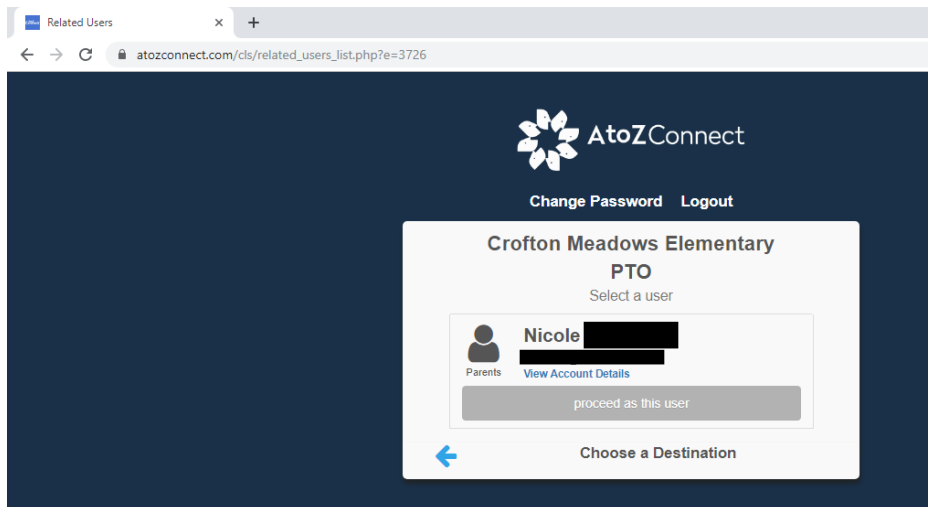 Related Users
atozconnect.com/cls/related_users_list.php?e=3726
AtoZConnect
Change Password Logout
Crofton Meadows Elementary
PTO
Select a user
Nicole
Parents
View Account Details
proceed as this user
Choose a Destination